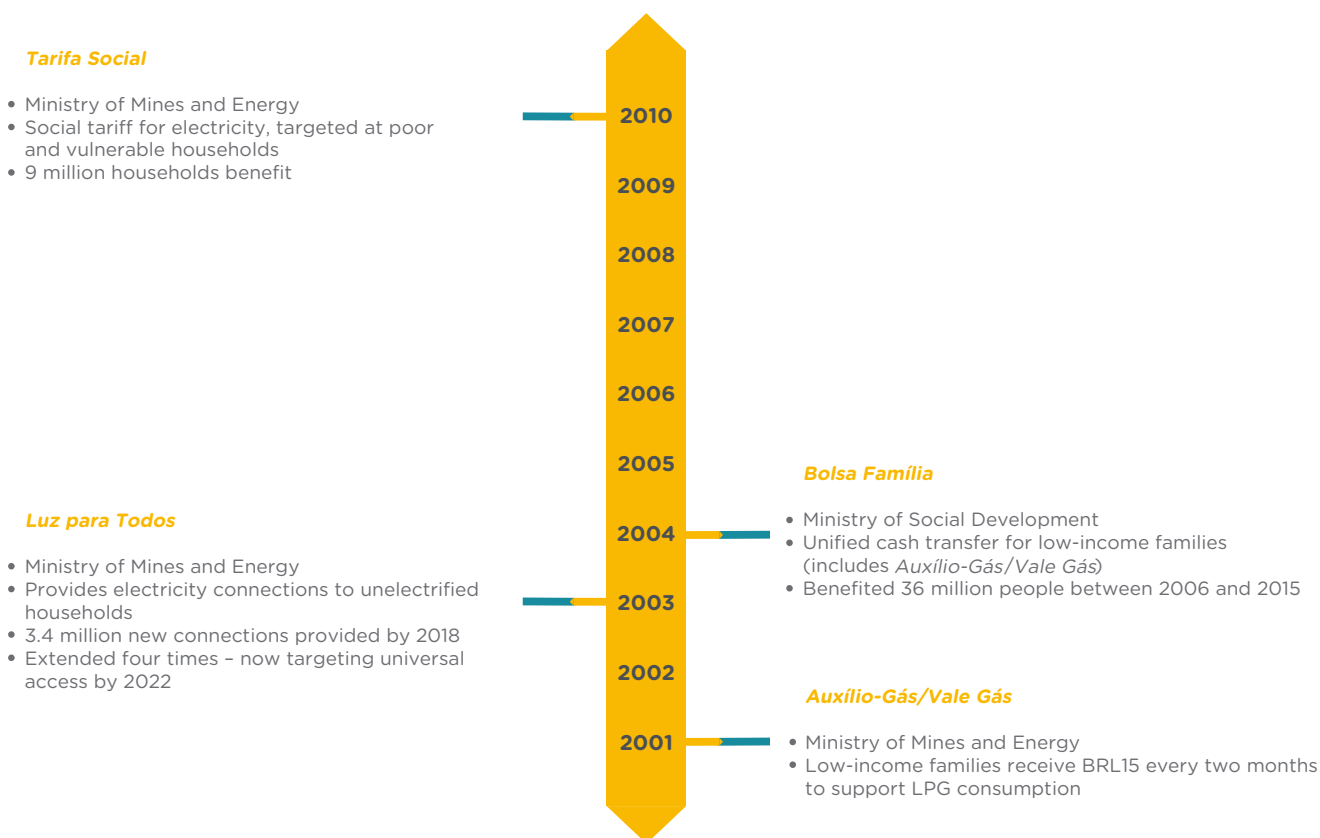 Tarifa Social
• Ministry of Mines and Energy
• Social tariff for electricity, targeted at poor
and vulnerable households
• 9 million households benefit
Luz para Todos
• Ministry of Mines and Energy
• Provides electricity connections to unelectrified
households
• 3.4 million new connections provided by 2018
• Extended four times – now targeting universal
access by 2022
2010
2009
2008
2007
2006
2005
2004
2003
2002
2001
Bolsa Família
• Ministry of Social Development
• Unified cash transfer for low-income families
(includes Auxílio-Gás/Vale Gás)
• Benefited 36 million people between 2006 and 2015
Auxílio-Gás/Vale Gás
• Ministry of Mines and Energy
• Low-income families receive BRL15 every two months
to support LPG consumption